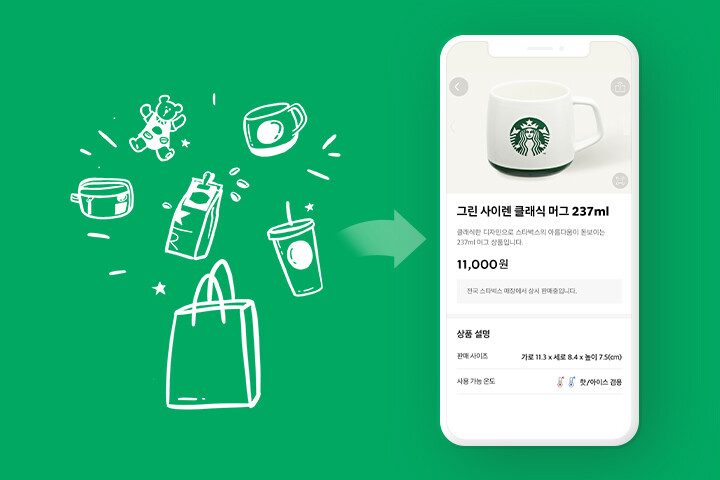 그린 사이렌 클래식 머그 237ml
클래식한 디자인으로 스타벅스의 아름다움이 돋보이는
237ml 머그 상품입니다.
11,000원
전국 스타벅스 매장에서 상시 판매중입니다.
상품 설명
판매 사이즈 가로 11.3 x 세로 8.4 x 높이 7.5(cm)
사용 가능 온도 핫/아이스 겸용